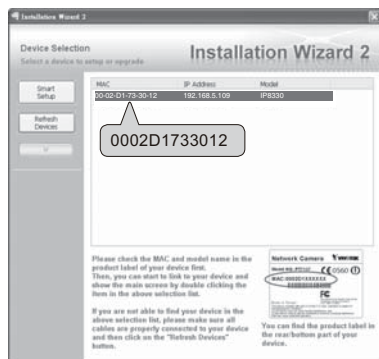 Installation Wizard 2
Device Selection
Select a device to setup or upgrade
Installation Wizard 2
Smart
Setup
Refresh
Devices
MAC IP Address Model
00-02-D1-73-30-12 192.168.5.109 IP8330
0002D1733012
Please check the MAC and model name in the
product label of your device first.
Then, you can start to link to your device and
show the main screen by double clicking the
item in the above selection list.
If you are not able to find your device in the
above selection list, please make sure all
cables are properly connected to your device
and then click on the "Refresh Devices"
button.
Network Camera
0560
You can find the product label in
the rear/bottom part of your
device.